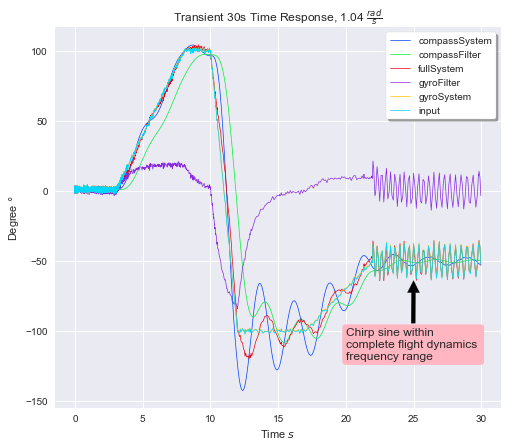 Transient 30s Time Response, 1.04 rad/s
compassSystem
compassFilter
fullSystem
gyroFilter
gyroSystem
input
Degree °
100
50
0
−50
−100
−150
Chirp sine within
complete flight dynamics
frequency range
0 5 10 15 20 25 30
Time s